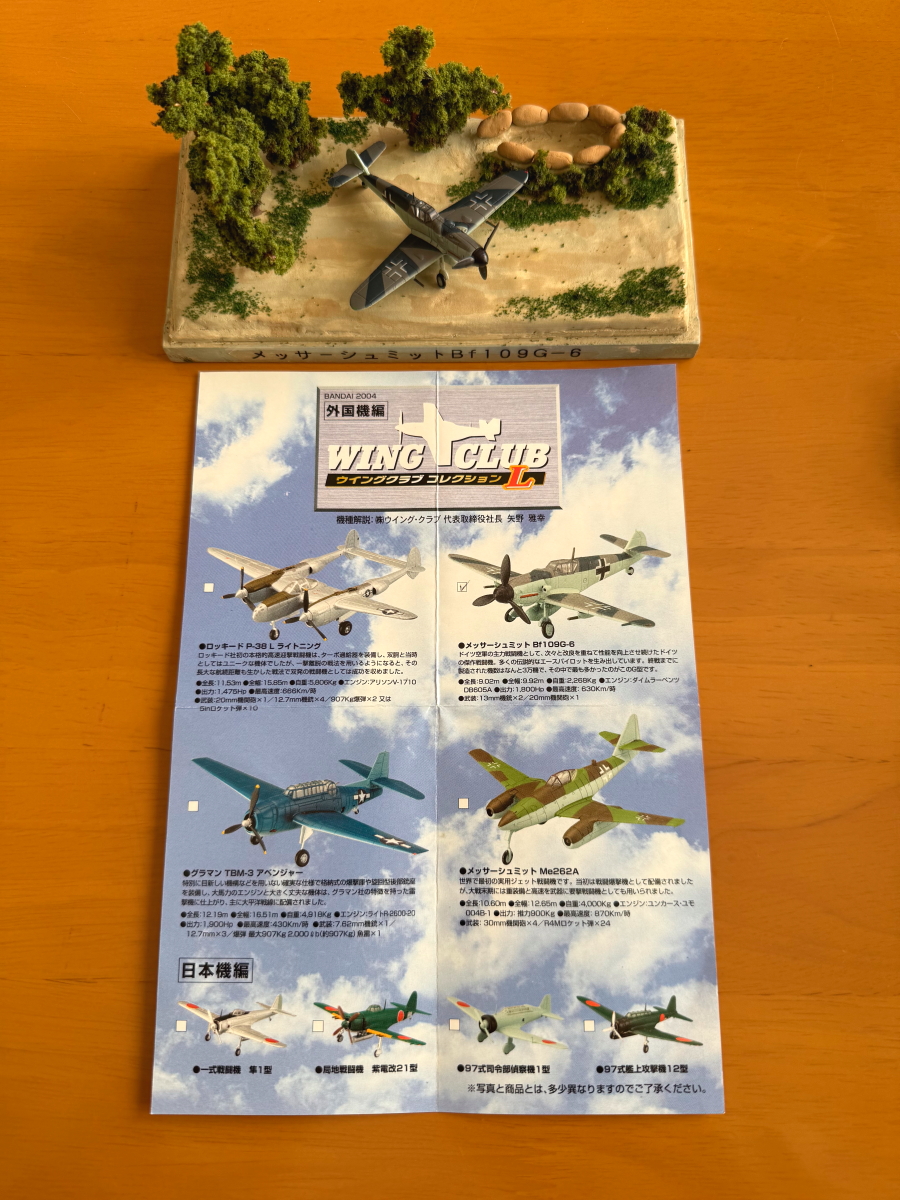 メッサーシュミットBf109G-6
BANDAI 2004
外国機編
WING CLUB
ウイングクラブ コレクション L
機種解説:㈱ウイング・クラブ 代表取締役社長 矢野 雅幸
●ロッキード P-38 L ライトニング
ロッキード社初の本格的高速迎撃戦闘機は、ターボ過給器を装備し、双胴と当時
としてはユニークな機体でしたが、一撃離脱の戦法を用いるようになると、その
長大な航続距離も生かした戦法で双発の戦闘機としては成功を収めました。
●全長:11.53m ●全幅:15.85m ●自重:5,806Kg ●エンジン:アリソンV-1710
●出力:1,475Hp ●最高速度:666Km/時
●武装:20mm機関砲×1/12.7mm機銃×4/907Kg爆弾×2 又は
5inロケット弾×10
●メッサーシュミット Bf109G-6
ドイツ空軍の主力戦闘機として、次々と改良を重ねて性能を向上させ続けたドイツ
の傑作戦闘機。多くの伝説的なエースパイロットを生み出しています。終戦までに
製造された機数はなんと3万機で、その中で最も多かったのがこのG型です。
●全長:9.02m ●全幅:9.92m ●自重:2,268Kg ●エンジン:ダイムラーベンツ
DB605A ●出力:1,800Hp ●最高速度:630Km/時
●武装:13mm機銃×2/20mm機関砲×1
●グラマン TBM-3 アベンジャー
特別に目新しい機構などを用いない確実な仕様で格納式の爆撃庫や旋回型後部銃座
を装備し、大馬力のエンジンと大きく丈夫な機体は、グラマン社の特徴を持った雷
撃機に仕上がり、主に太平洋戦線に配備されました。
●全長:12.19m ●全幅:16.51m ●自重:4,918Kg ●エンジン:ライトR-2600-20
●出力:1,900Hp ●最高速度:430Km/時 ●武装:7.62mm機銃×1/
12.7mm×3/爆弾 最大907Kg 2,000ℓb(約907Kg) 魚雷×1
●メッサーシュミット Me262A
世界で最初の実用ジェット戦闘機です。当初は戦闘爆撃機として配備されました
が、大戦末期には重装備と高速を武器に要撃戦闘機としても用いられました。
●全長:10.60m ●全幅:12.65m ●自重:4,000Kg ●エンジン:ユンカース・ユモ
004B-1 ●出力:推力900Kg ●最高速度:870Km/時
●武装:30mm機関砲×4/R4Mロケット弾×24
日本機編
●一式戦闘機 隼1型
●局地戦闘機 紫電改21型
●97式司令部偵察機1型
●97式艦上攻撃機12型
※写真と商品とは、多少異なりますのでご了承ください。